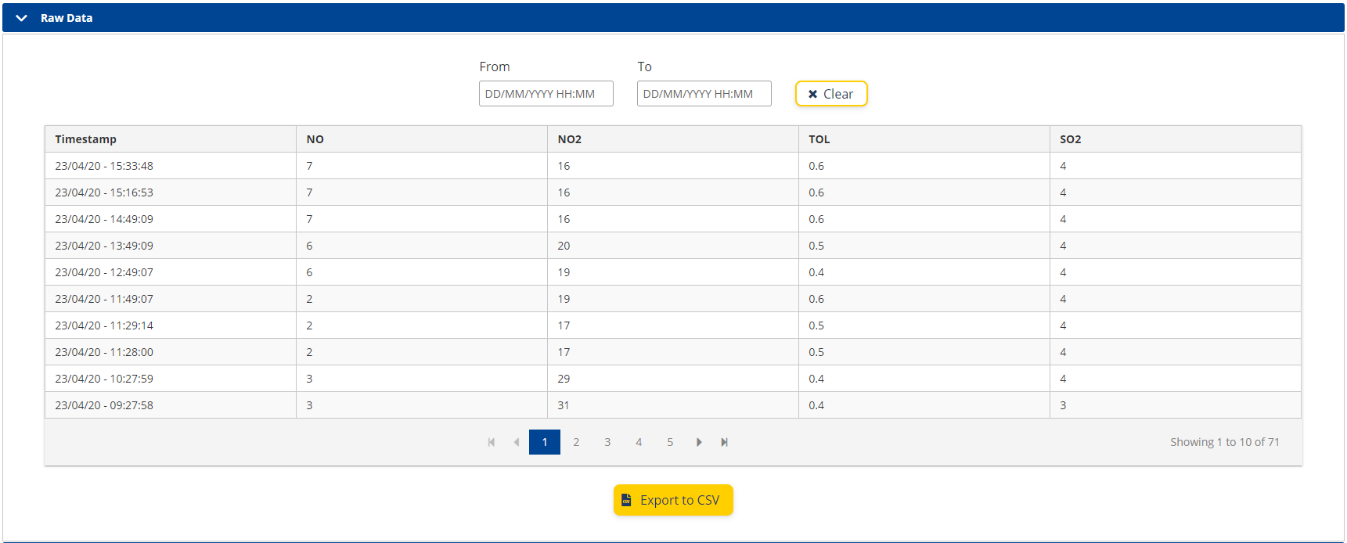 Raw Data
From To
DD/MM/YYYY HH:MM DD/MM/YYYY HH:MM Clear
Timestamp NO NO2 TOL SO2
23/04/20 - 15:33:48 7 16 0.6 4
23/04/20 - 15:16:53 7 16 0.6 4
23/04/20 - 14:49:09 7 16 0.6 4
23/04/20 - 13:49:09 6 20 0.5 4
23/04/20 - 12:49:07 6 19 0.4 4
23/04/20 - 11:49:07 2 19 0.6 4
23/04/20 - 11:29:14 2 17 0.5 4
23/04/20 - 11:28:00 2 17 0.5 4
23/04/20 - 10:27:59 3 29 0.4 4
23/04/20 - 09:27:58 3 31 0.4 3
1 2 3 4 5 Showing 1 to 10 of 71
Export to CSV